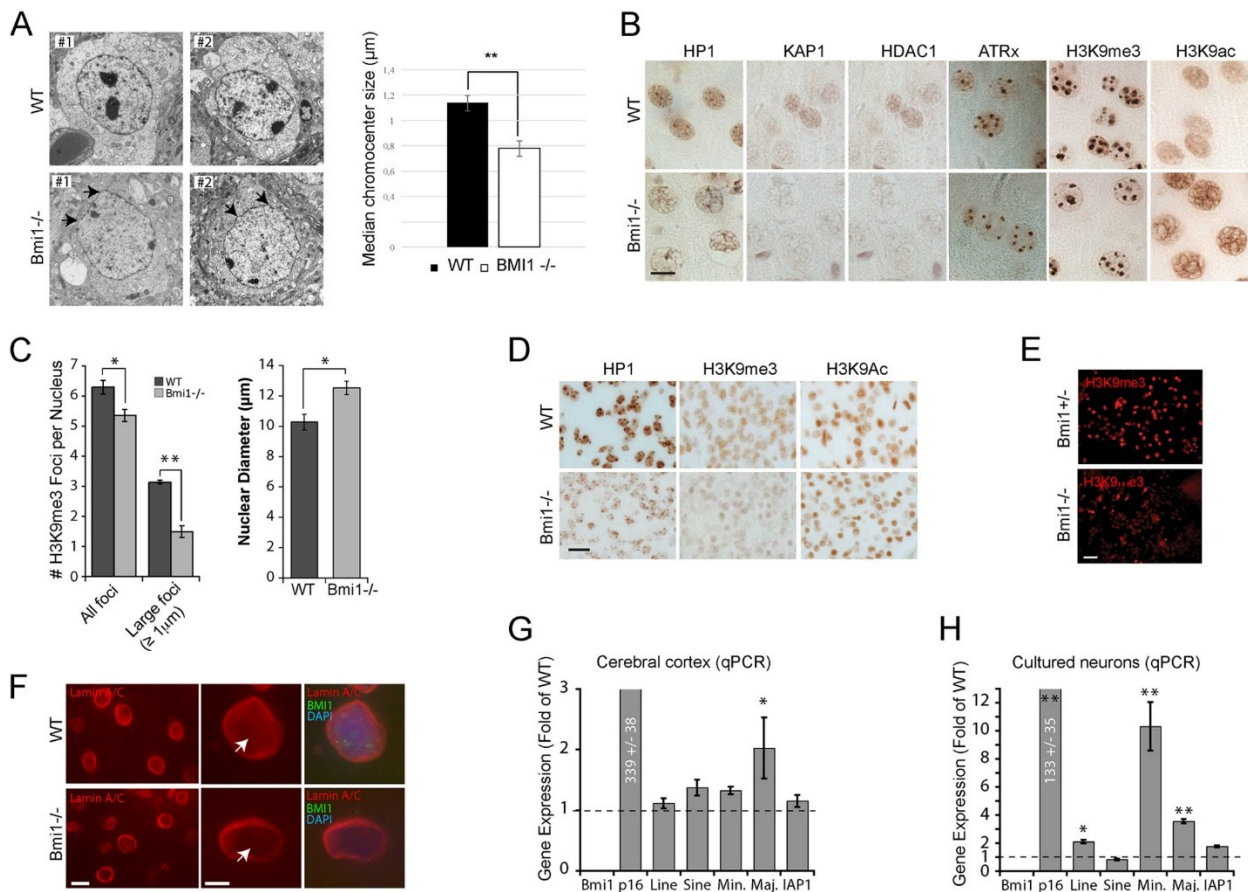 A
#1
#2
WT
#1
#2
Bmi1-/-
Median chromocenter size (µm)
1,4
1,2
1
0,8
0,6
0,4
0,2
0
**
WT BMI1 -/-
B
HP1 KAP1 HDAC1 ATRx H3K9me3 H3K9ac
WT
Bmi1-/-
C
# H3K9me3 Foci per Nucleus
7
6
5
4
3
2
1
0
*
**
WT
Bmi1-/-
All foci
Large foci
(≥ 1µm)
Nuclear Diameter (µm)
14
12
10
8
6
4
2
0
*
WT Bmi1-/-
D
HP1 H3K9me3 H3K9Ac
WT
Bmi1-/-
E
H3K9me3
Bmi1+/-
H3K9me3
Bmi1-/-
F
Lamin A/C
Lamin A/C
BMI1
DAPI
WT
Lamin A/C
Lamin A/C
BMI1
DAPI
Bmi1-/-
G
Cerebral cortex (qPCR)
Gene Expression (Fold of WT)
3
2
1
0
339 +/- 38
*
Bmi1 p16 Line Sine Min. Maj. IAP1
H
Cultured neurons (qPCR)
Gene Expression (Fold of WT)
12
10
8
6
4
2
1
0
**
133 +/- 35
*
**
**
Bmi1 p16 Line Sine Min. Maj. IAP1